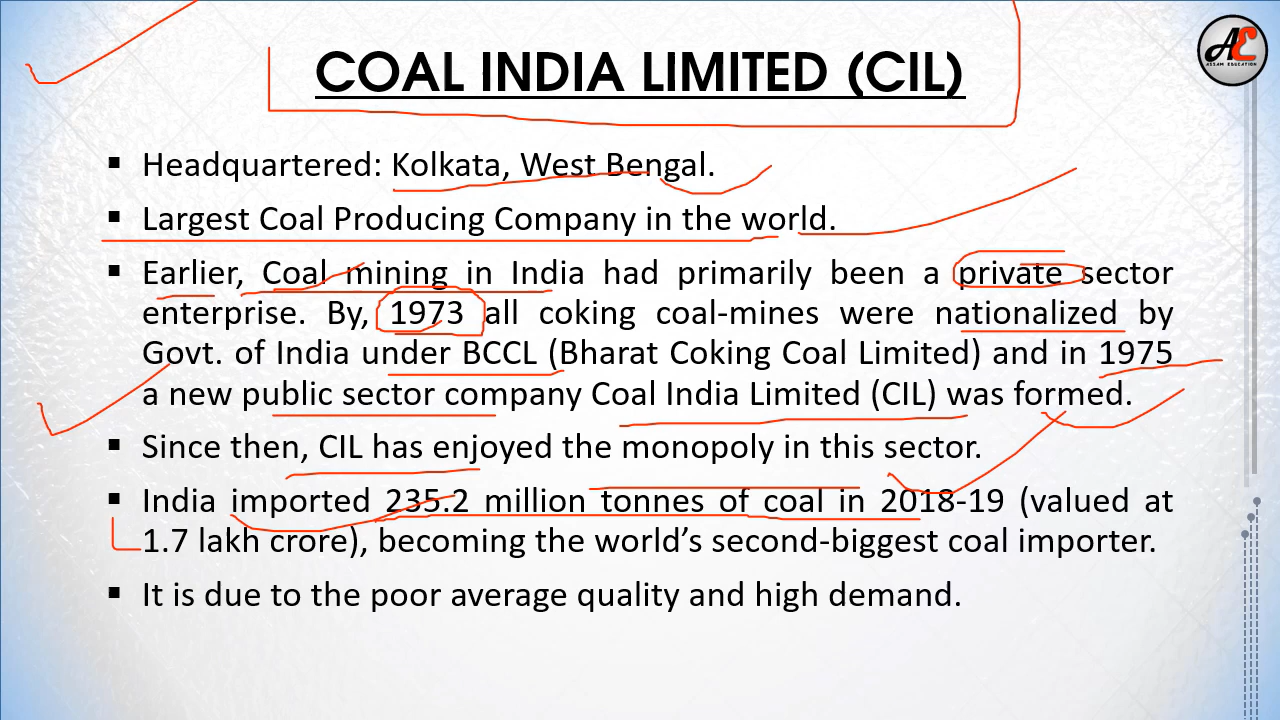 COAL INDIA LIMITED (CIL)
AE
ASSAM EDUCATION
▪ Headquartered: Kolkata, West Bengal.
▪ Largest Coal Producing Company in the world.
▪ Earlier, Coal mining in India had primarily been a private sector
enterprise. By, 1973 all coking coal-mines were nationalized by
Govt. of India under BCCL (Bharat Coking Coal Limited) and in 1975
a new public sector company Coal India Limited (CIL) was formed.
▪ Since then, CIL has enjoyed the monopoly in this sector.
▪ India imported 235.2 million tonnes of coal in 2018-19 (valued at
1.7 lakh crore), becoming the world’s second-biggest coal importer.
▪ It is due to the poor average quality and high demand.